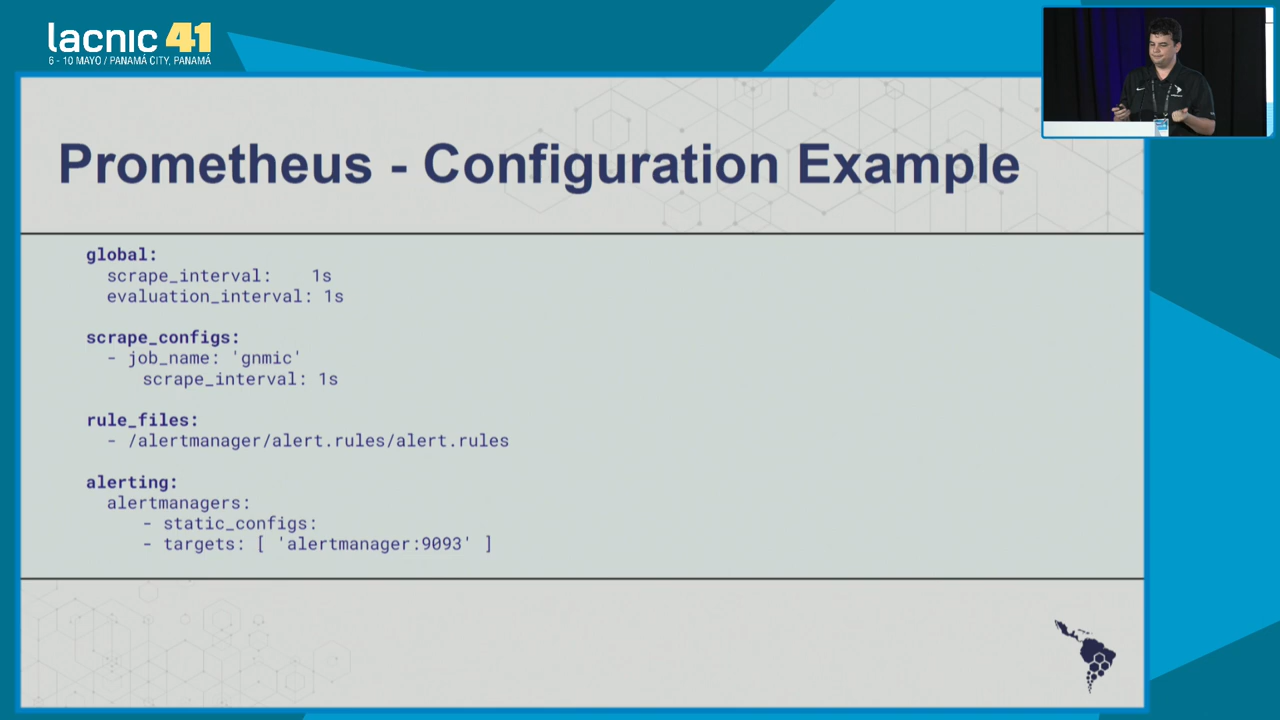 lacnic 41
6 - 10 MAYO / PANAMÁ CITY, PANAMÁ
Prometheus - Configuration Example
global:
scrape_interval: 1s
evaluation_interval: 1s
scrape_configs:
- job_name: 'gnmic'
scrape_interval: 1s
rule_files:
- /alertmanager/alert.rules/alert.rules
alerting:
alertmanagers:
- static_configs:
- targets: [ 'alertmanager:9093' ]